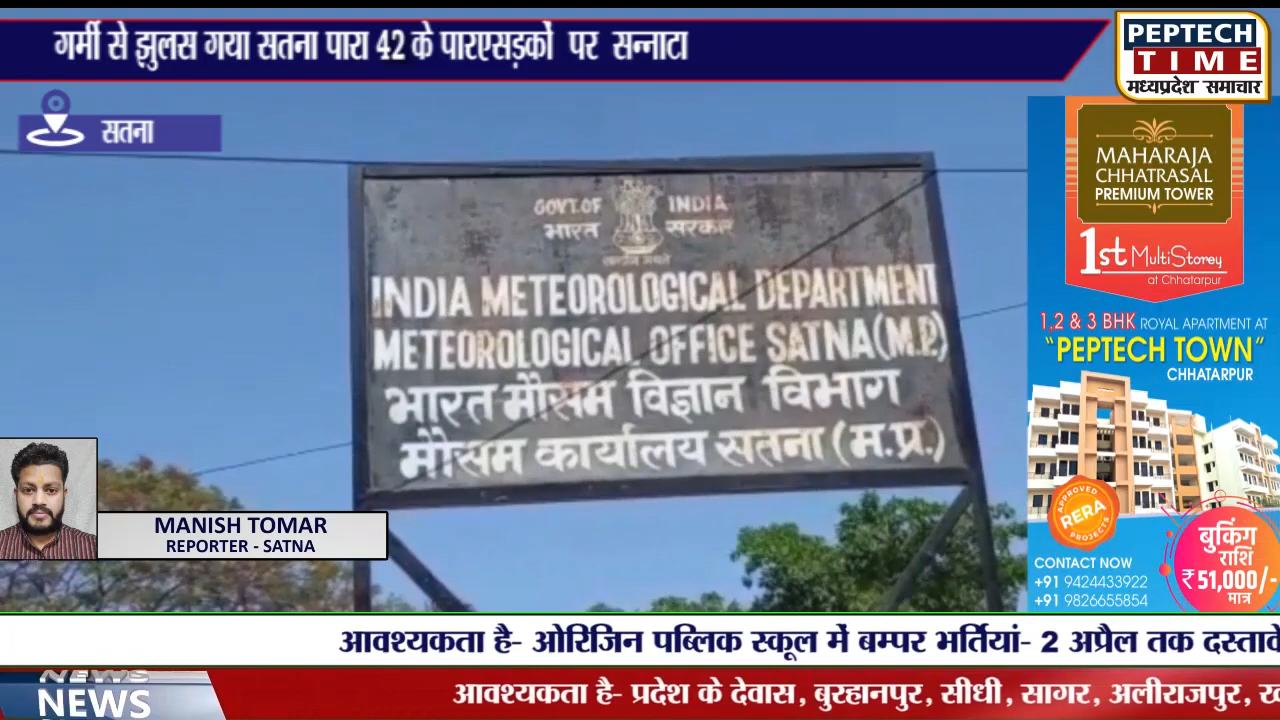 गर्मी से झुलस गया सतना पारा 42 के पारएसड़कों पर सन्नाटा
PEPTECH
TIME
मध्यप्रदेश समाचार
सतना
GOVT.OF INDIA
भारत सरकार
INDIA METEOROLOGICAL DEPARTMENT
METEOROLOGICAL OFFICE SATNA(M.P.)
भारत मौसम विज्ञान विभाग
मौसम कार्यालय सतना (म.प्र.)
MAHARAJA
CHHATRASAL
PREMIUM TOWER
1st MultiStorey
at Chhatarpur
1,2 & 3 BHK ROYAL APARTMENT AT
"PEPTECH TOWN"
CHHATARPUR
APPROVED
RERA
PROJECTS
बुकिंग
राशि
₹ 51,000/-
मात्र
CONTACT NOW
+91 9424433922
+91 9826655854
MANISH TOMAR
REPORTER - SATNA
आवश्यकता है- ओरिजिन पब्लिक स्कूल में बम्पर भर्तियां- 2 अप्रैल तक
NEWS
NEWS
आवश्यकता है- प्रदेश के देवास, बुरहानपुर, सीधी, सागर, अलीराजपुर,